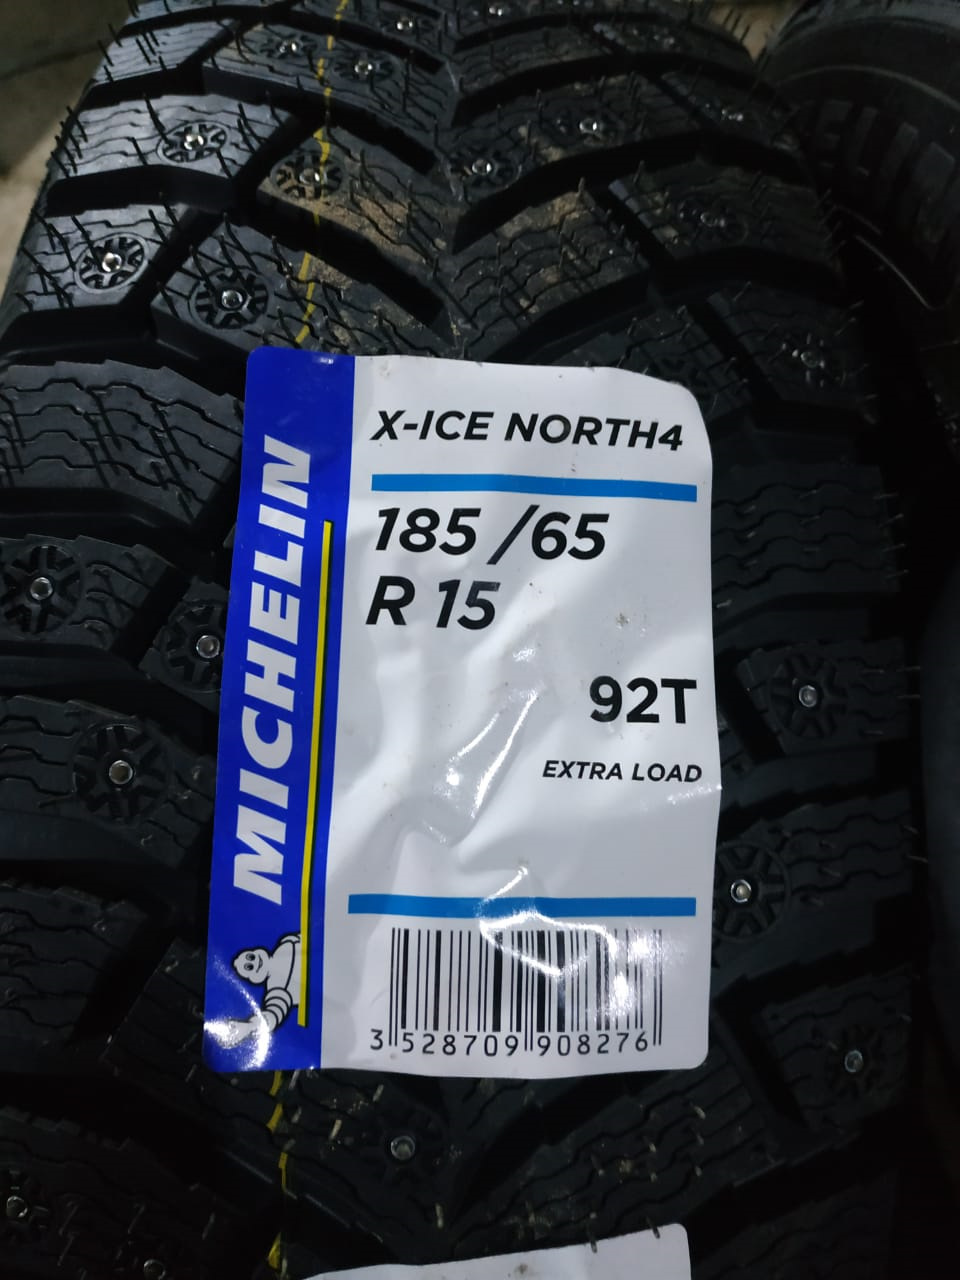 MICHELIN
X-ICE NORTH4
185 /65
R 15
92T
EXTRA LOAD
3 528709 908276